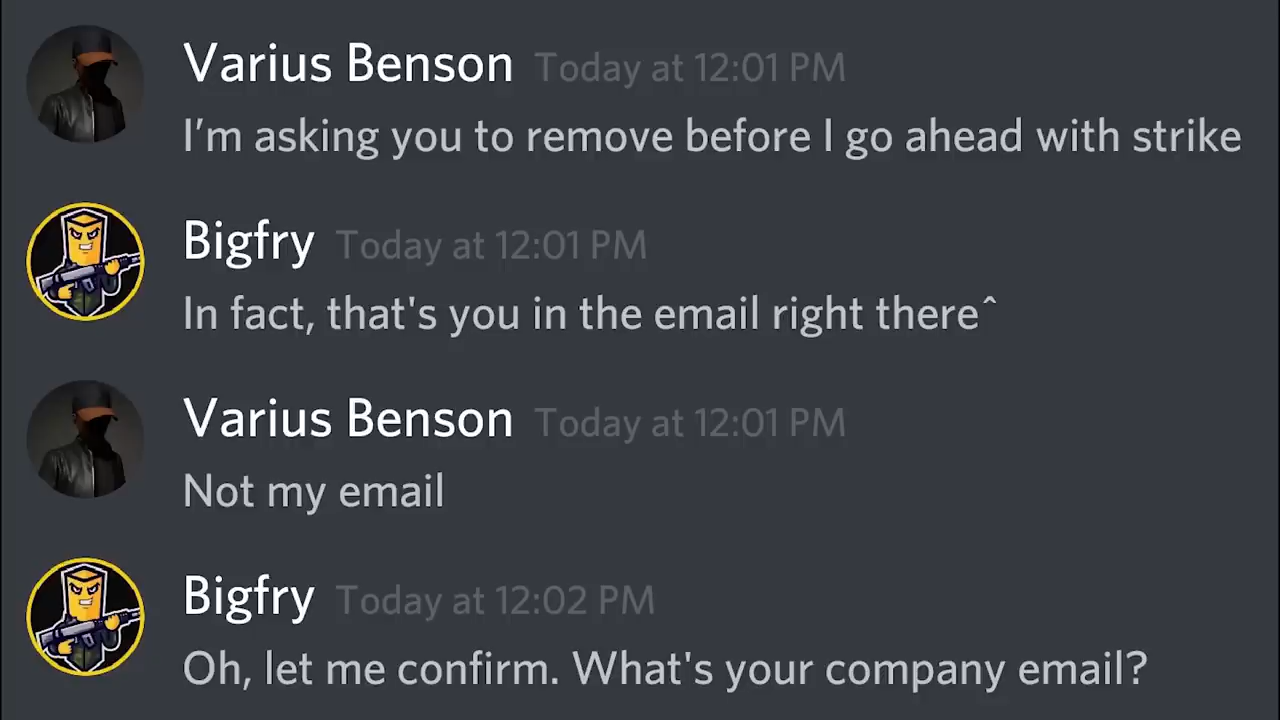 Varius Benson Today at 12:01 PM
I’m asking you to remove before I go ahead with strike
Bigfry Today at 12:01 PM
In fact, that's you in the email right there^
Varius Benson Today at 12:01 PM
Not my email
Bigfry Today at 12:02 PM
Oh, let me confirm. What's your company email?